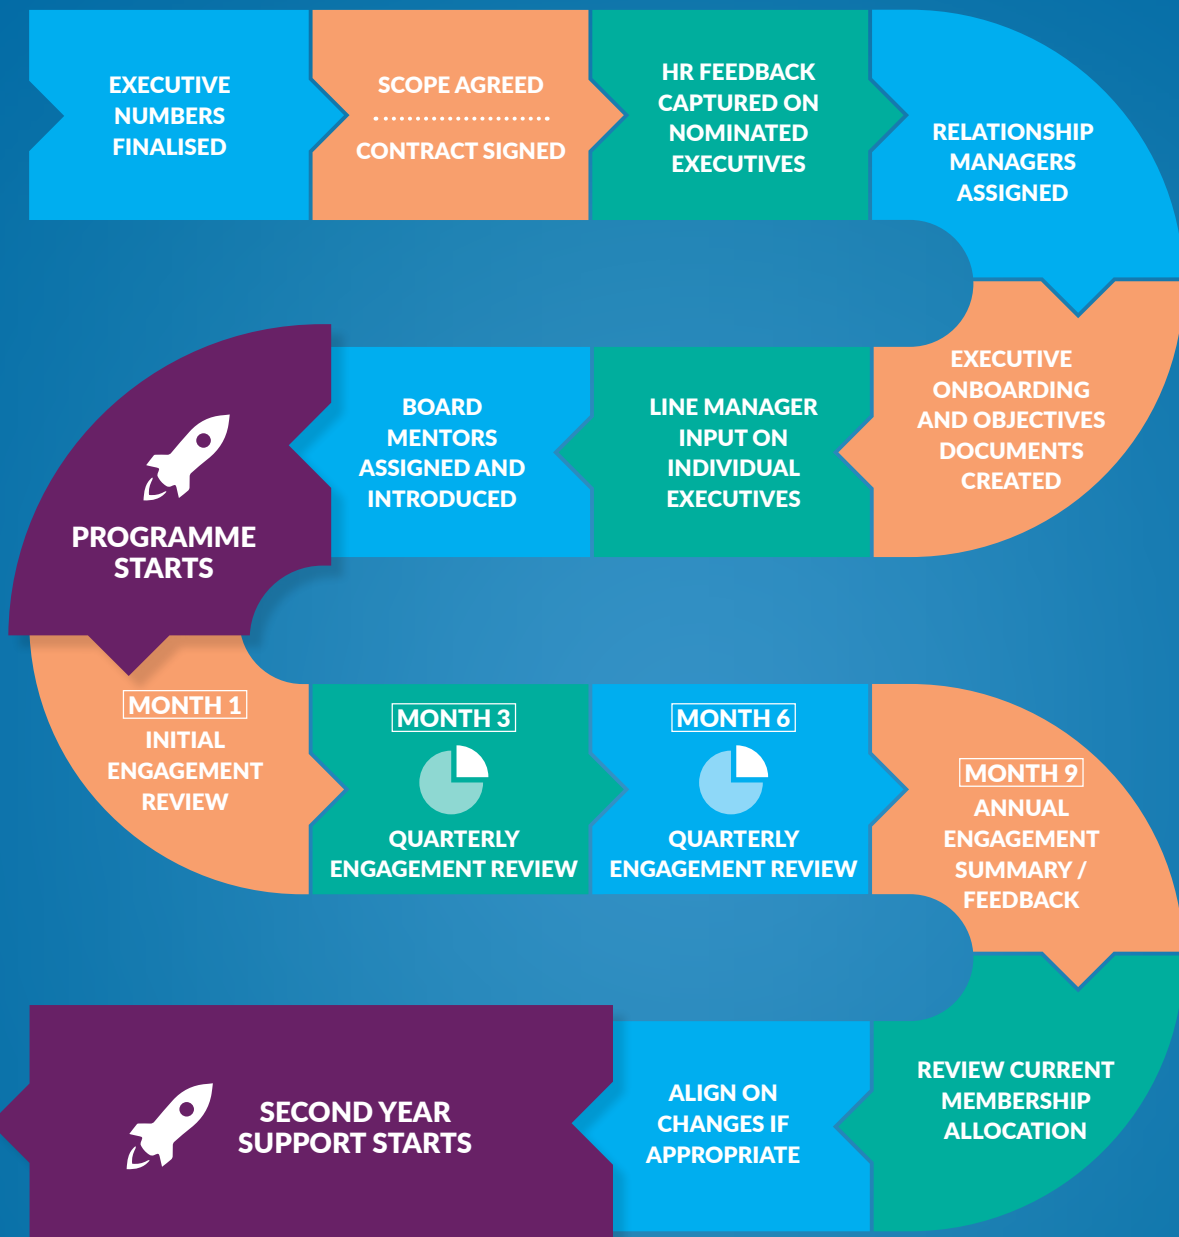 EXECUTIVE
NUMBERS
FINALISED
SCOPE AGREED
CONTRACT SIGNED
HR FEEDBACK
CAPTURED ON
NOMINATED
EXECUTIVES
RELATIONSHIP
MANAGERS
ASSIGNED
EXECUTIVE
ONBOARDING
AND OBJECTIVES
DOCUMENTS
CREATED
LINE MANAGER
INPUT ON
INDIVIDUAL
EXECUTIVES
BOARD
MENTORS
ASSIGNED AND
INTRODUCED
PROGRAMME
STARTS
MONTH 1
INITIAL
ENGAGEMENT
REVIEW
MONTH 3
QUARTERLY
ENGAGEMENT REVIEW
MONTH 6
QUARTERLY
ENGAGEMENT REVIEW
MONTH 9
ANNUAL
ENGAGEMENT
SUMMARY /
FEEDBACK
REVIEW CURRENT
MEMBERSHIP
ALLOCATION
ALIGN ON
CHANGES IF
APPROPRIATE
SECOND YEAR
SUPPORT STARTS